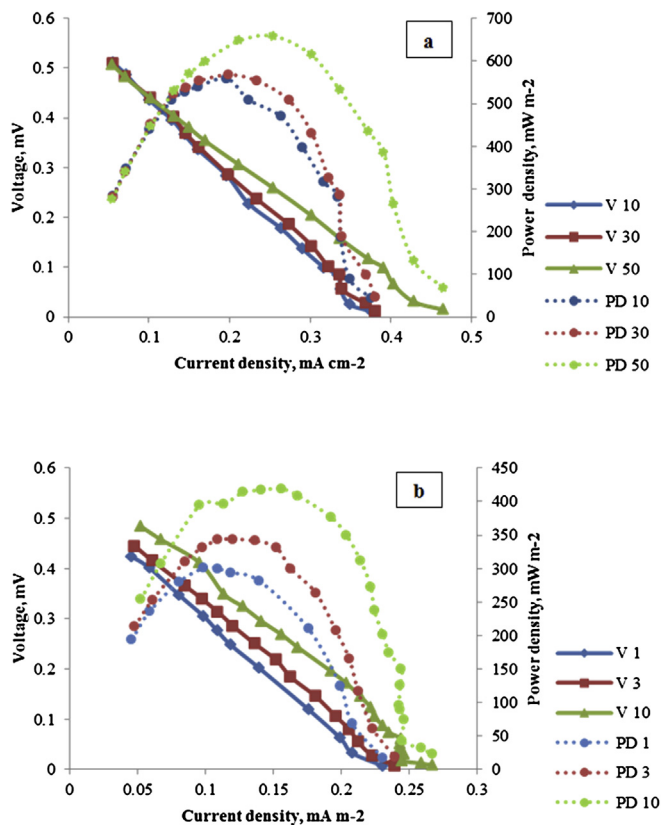 a
0.6
0.5
0.4
0.3
0.2
0.1
0
Voltage, mV
700
600
500
400
300
200
100
0
Power density, mW m-2
0
0.1
0.2
0.3
0.4
0.5
Current density, mA cm-2
V 10
V 30
V 50
PD 10
PD 30
PD 50
b
0.6
0.5
0.4
0.3
0.2
0.1
0
Voltage, mV
450
400
350
300
250
200
150
100
50
0
Power density, mW m-2
0
0.05
0.1
0.15
0.2
0.25
0.3
Current density, mA m-2
V 1
V 3
V 10
PD 1
PD 3
PD 10